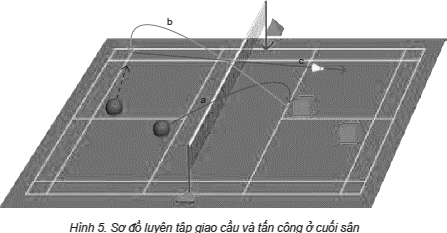 b
c
a
Hình 5. Sơ đồ luyện tập giao cầu và tấn công ở cuối sân